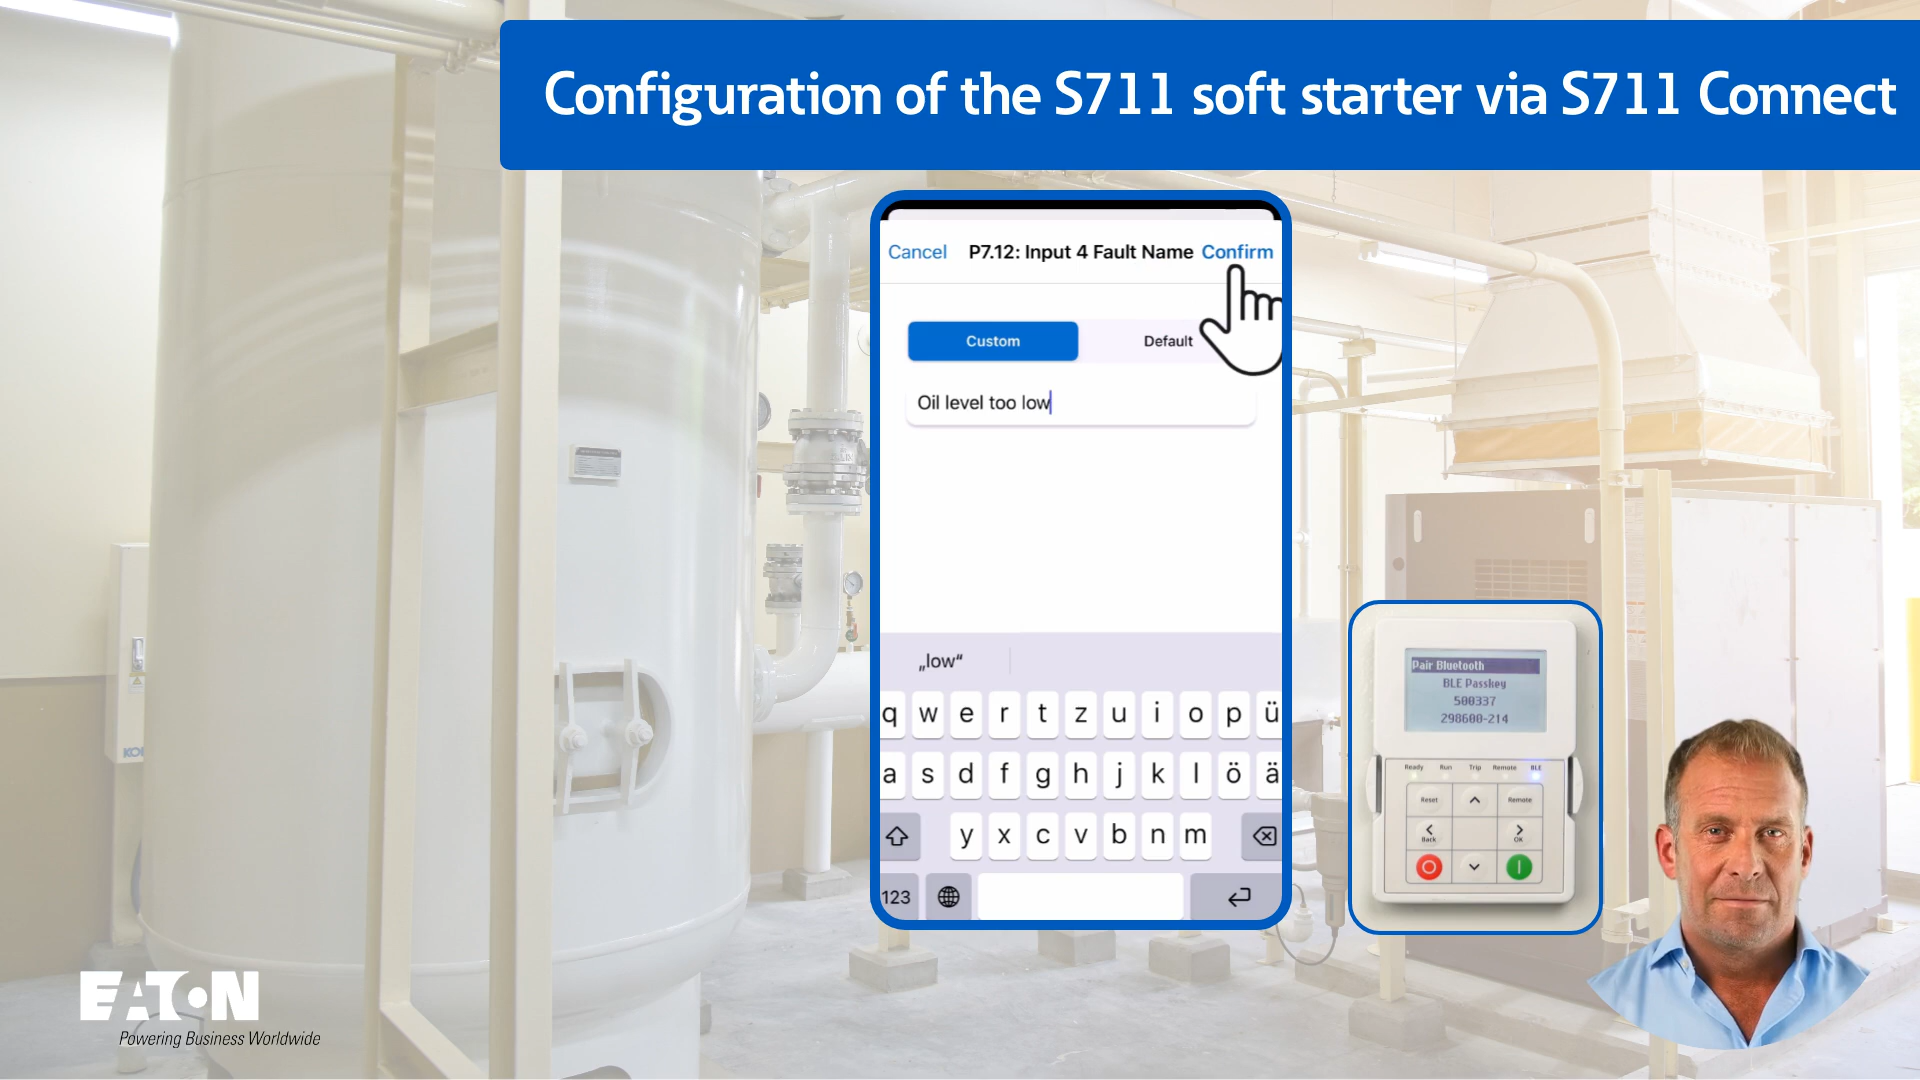 Configuration of the S711 soft starter via S711 Connect
Cancel P7.12: Input 4 Fault Name Confirm
Custom Default
Oil level too low
„low“
q w e r t z u i o p ü
a s d f g h j k l ö ä
y x c v b n m
123
Pair Bluetooth
BLE Passkey
500337
298600-214
Ready Run Trip Remote BLE
Reset Remote
Back OK
EATON
Powering Business Worldwide